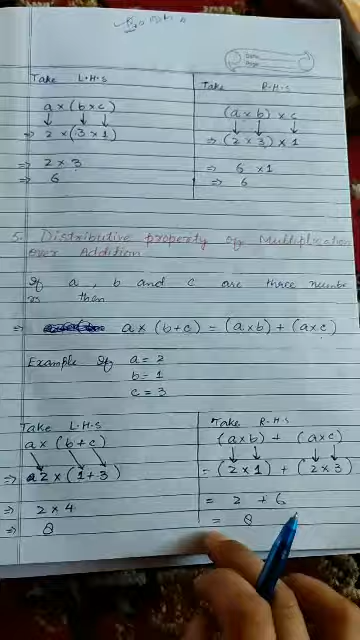 Take L.H.S
a × (b × c)
⇒ 2 × (3 × 1)
⇒ 2 × 3
⇒ 6
Take R.H.S
(a × b) × c
⇒ (2 × 3) × 1
⇒ 6 × 1
⇒ 6
5. Distributive property of Multiplication
over Addition
If a, b and c are three numbe
rs then
⇒ a × (b + c) = (a × b) + (a × c)
Example If a = 2
b = 1
c = 3
Take L.H.S
a × (b + c)
⇒ 2 × (1 + 3)
⇒ 2 × 4
⇒ 8
Take R.H.S
(a × b) + (a × c)
= (2 × 1) + (2 × 3)
= 2 + 6
= 8